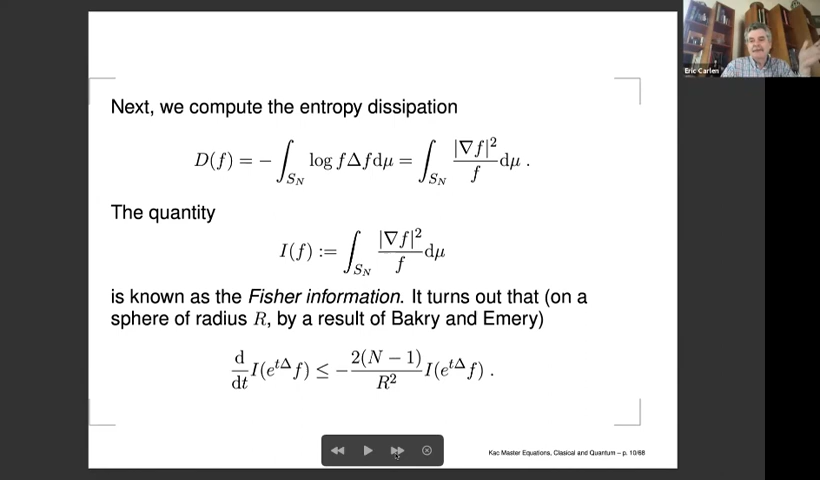 Eric Carlen
Next, we compute the entropy dissipation
D(f) = − ∫_{S_N} log f Δf dμ = ∫_{S_N} |∇f|²/f dμ .
The quantity
I(f) := ∫_{S_N} |∇f|²/f dμ
is known as the Fisher information. It turns out that (on a
sphere of radius R, by a result of Bakry and Emery)
d/dt I(e^{tΔ} f) ≤ − 2(N − 1)/R² I(e^{tΔ} f) .
Kac Master Equations, Clasical and Quantum – p. 10/68